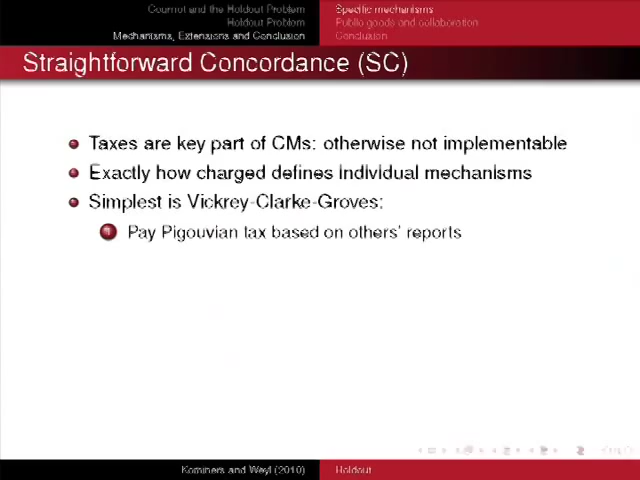 Cournot and the Holdout Problem
Holdout Problem
Mechanisms, Extensions and Conclusion
Specific mechanisms
Public goods and collaboration
Conclusion
Straightforward Concordance (SC)
Taxes are key part of CMs: otherwise not implementable
Exactly how charged defines individual mechanisms
Simplest is Vickrey-Clarke-Groves:
1 Pay Pigouvian tax based on others' reports
Kominers and Weyl (2010)
Holdout